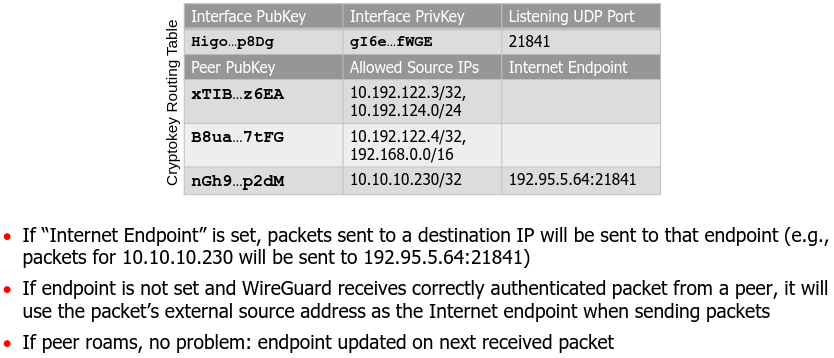 Cryptokey Routing Table
Interface PubKey Interface PrivKey Listening UDP Port
Higo…p8Dg gI6e…fWGE 21841
Peer PubKey Allowed Source IPs Internet Endpoint
xTIB…z6EA 10.192.122.3/32,
10.192.124.0/24
B8ua…7tFG 10.192.122.4/32,
192.168.0.0/16
nGh9…p2dM 10.10.10.230/32 192.95.5.64:21841
• If “Internet Endpoint” is set, packets sent to a destination IP will be sent to that endpoint (e.g.,
packets for 10.10.10.230 will be sent to 192.95.5.64:21841)
• If endpoint is not set and WireGuard receives correctly authenticated packet from a peer, it will
use the packet’s external source address as the Internet endpoint when sending packets
• If peer roams, no problem: endpoint updated on next received packet